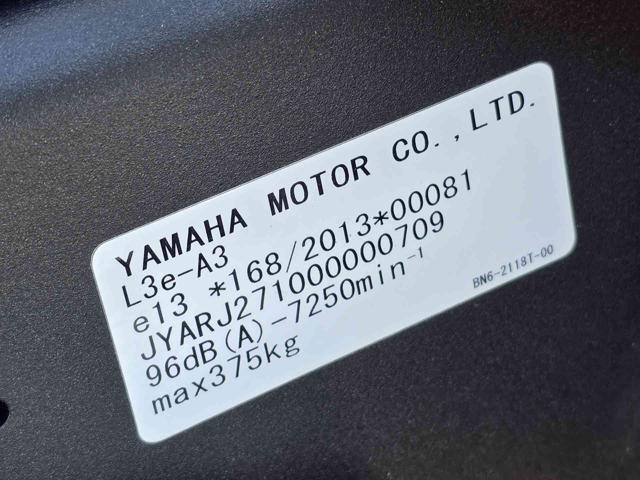 YAMAHA MOTOR CO.,LTD.
L3e-A3
e13 *168/2013*00081
JYARJ271000000709
96dB(A)-7250min⁻¹
max375kg
BN6-2118T-00